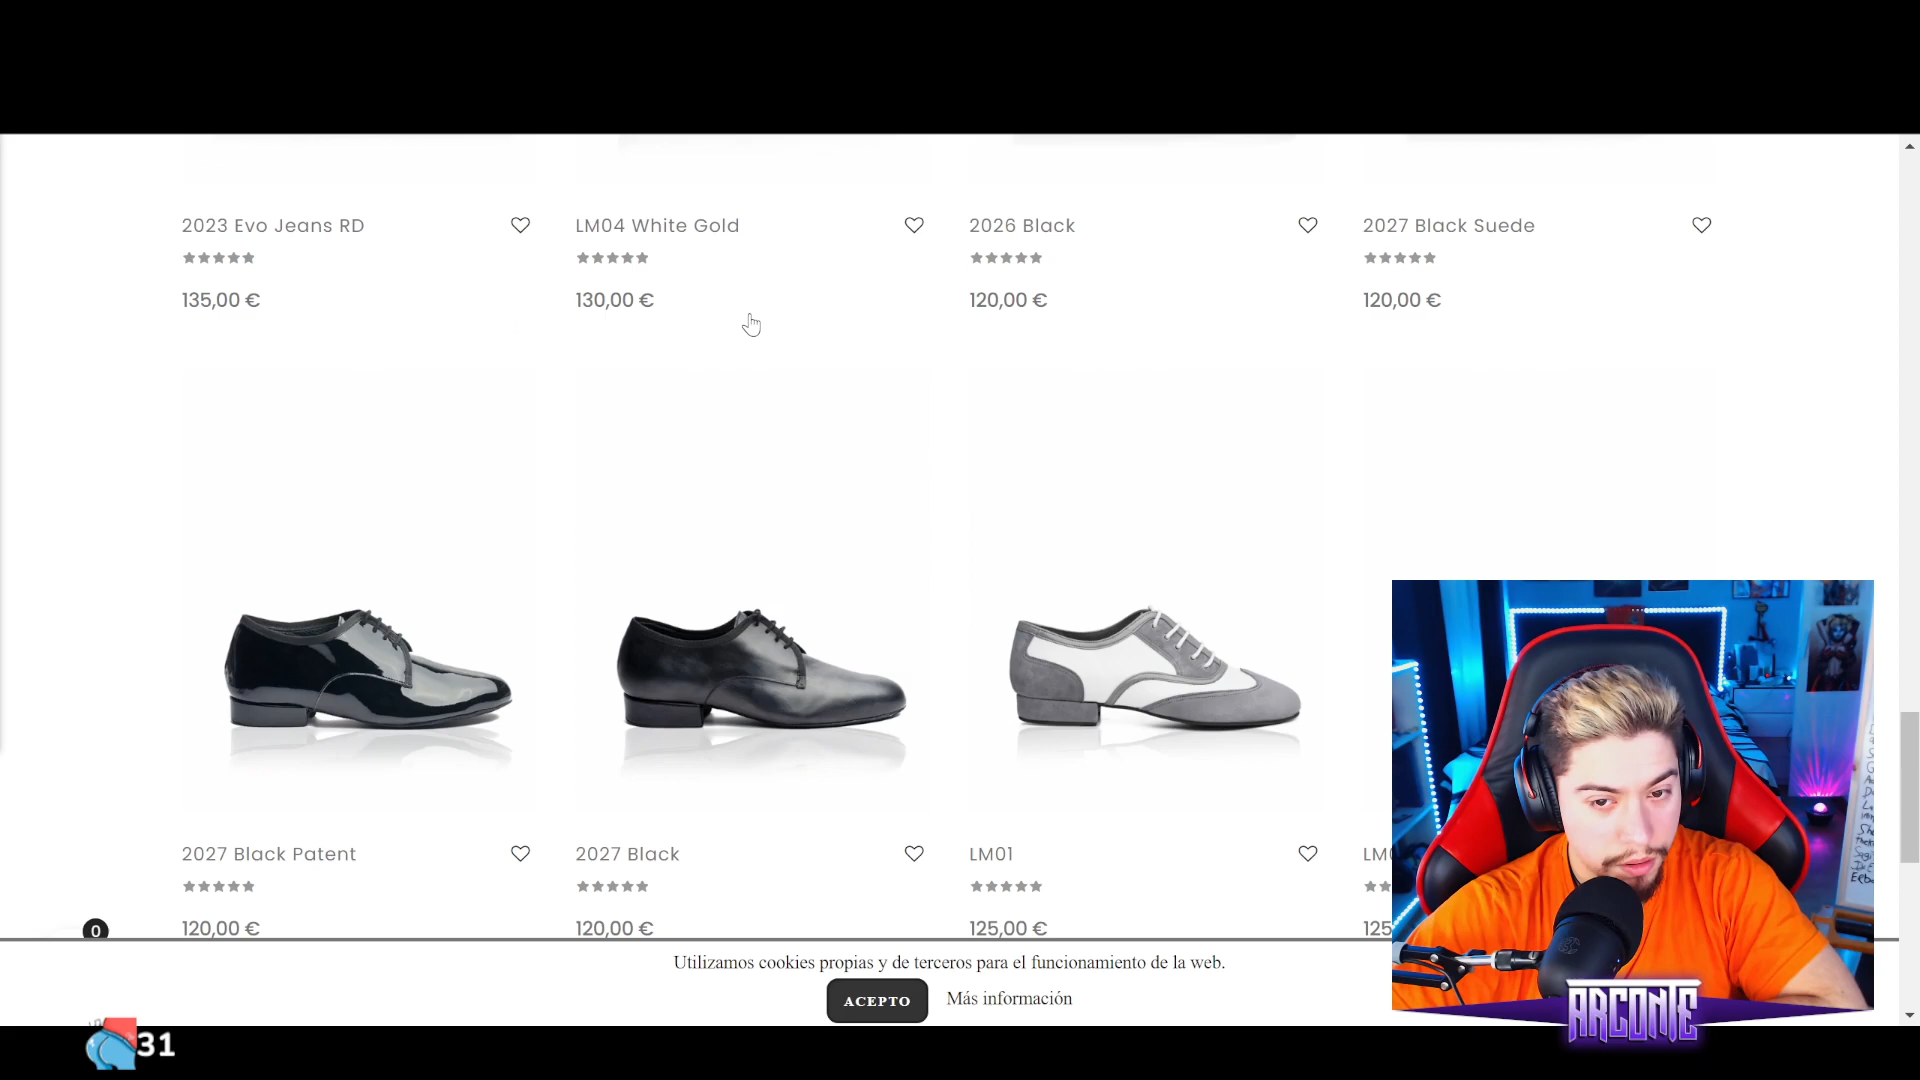 2023 Evo Jeans RD
LM04 White Gold
2026 Black
2027 Black Suede
135,00 €
130,00 €
120,00 €
120,00 €
2027 Black Patent
2027 Black
LM01
LM0
120,00 €
120,00 €
125,00 €
125
0
Utilizamos cookies propias y de terceros para el funcionamiento de la web.
ACEPTO
Más información
31
ARCONTE